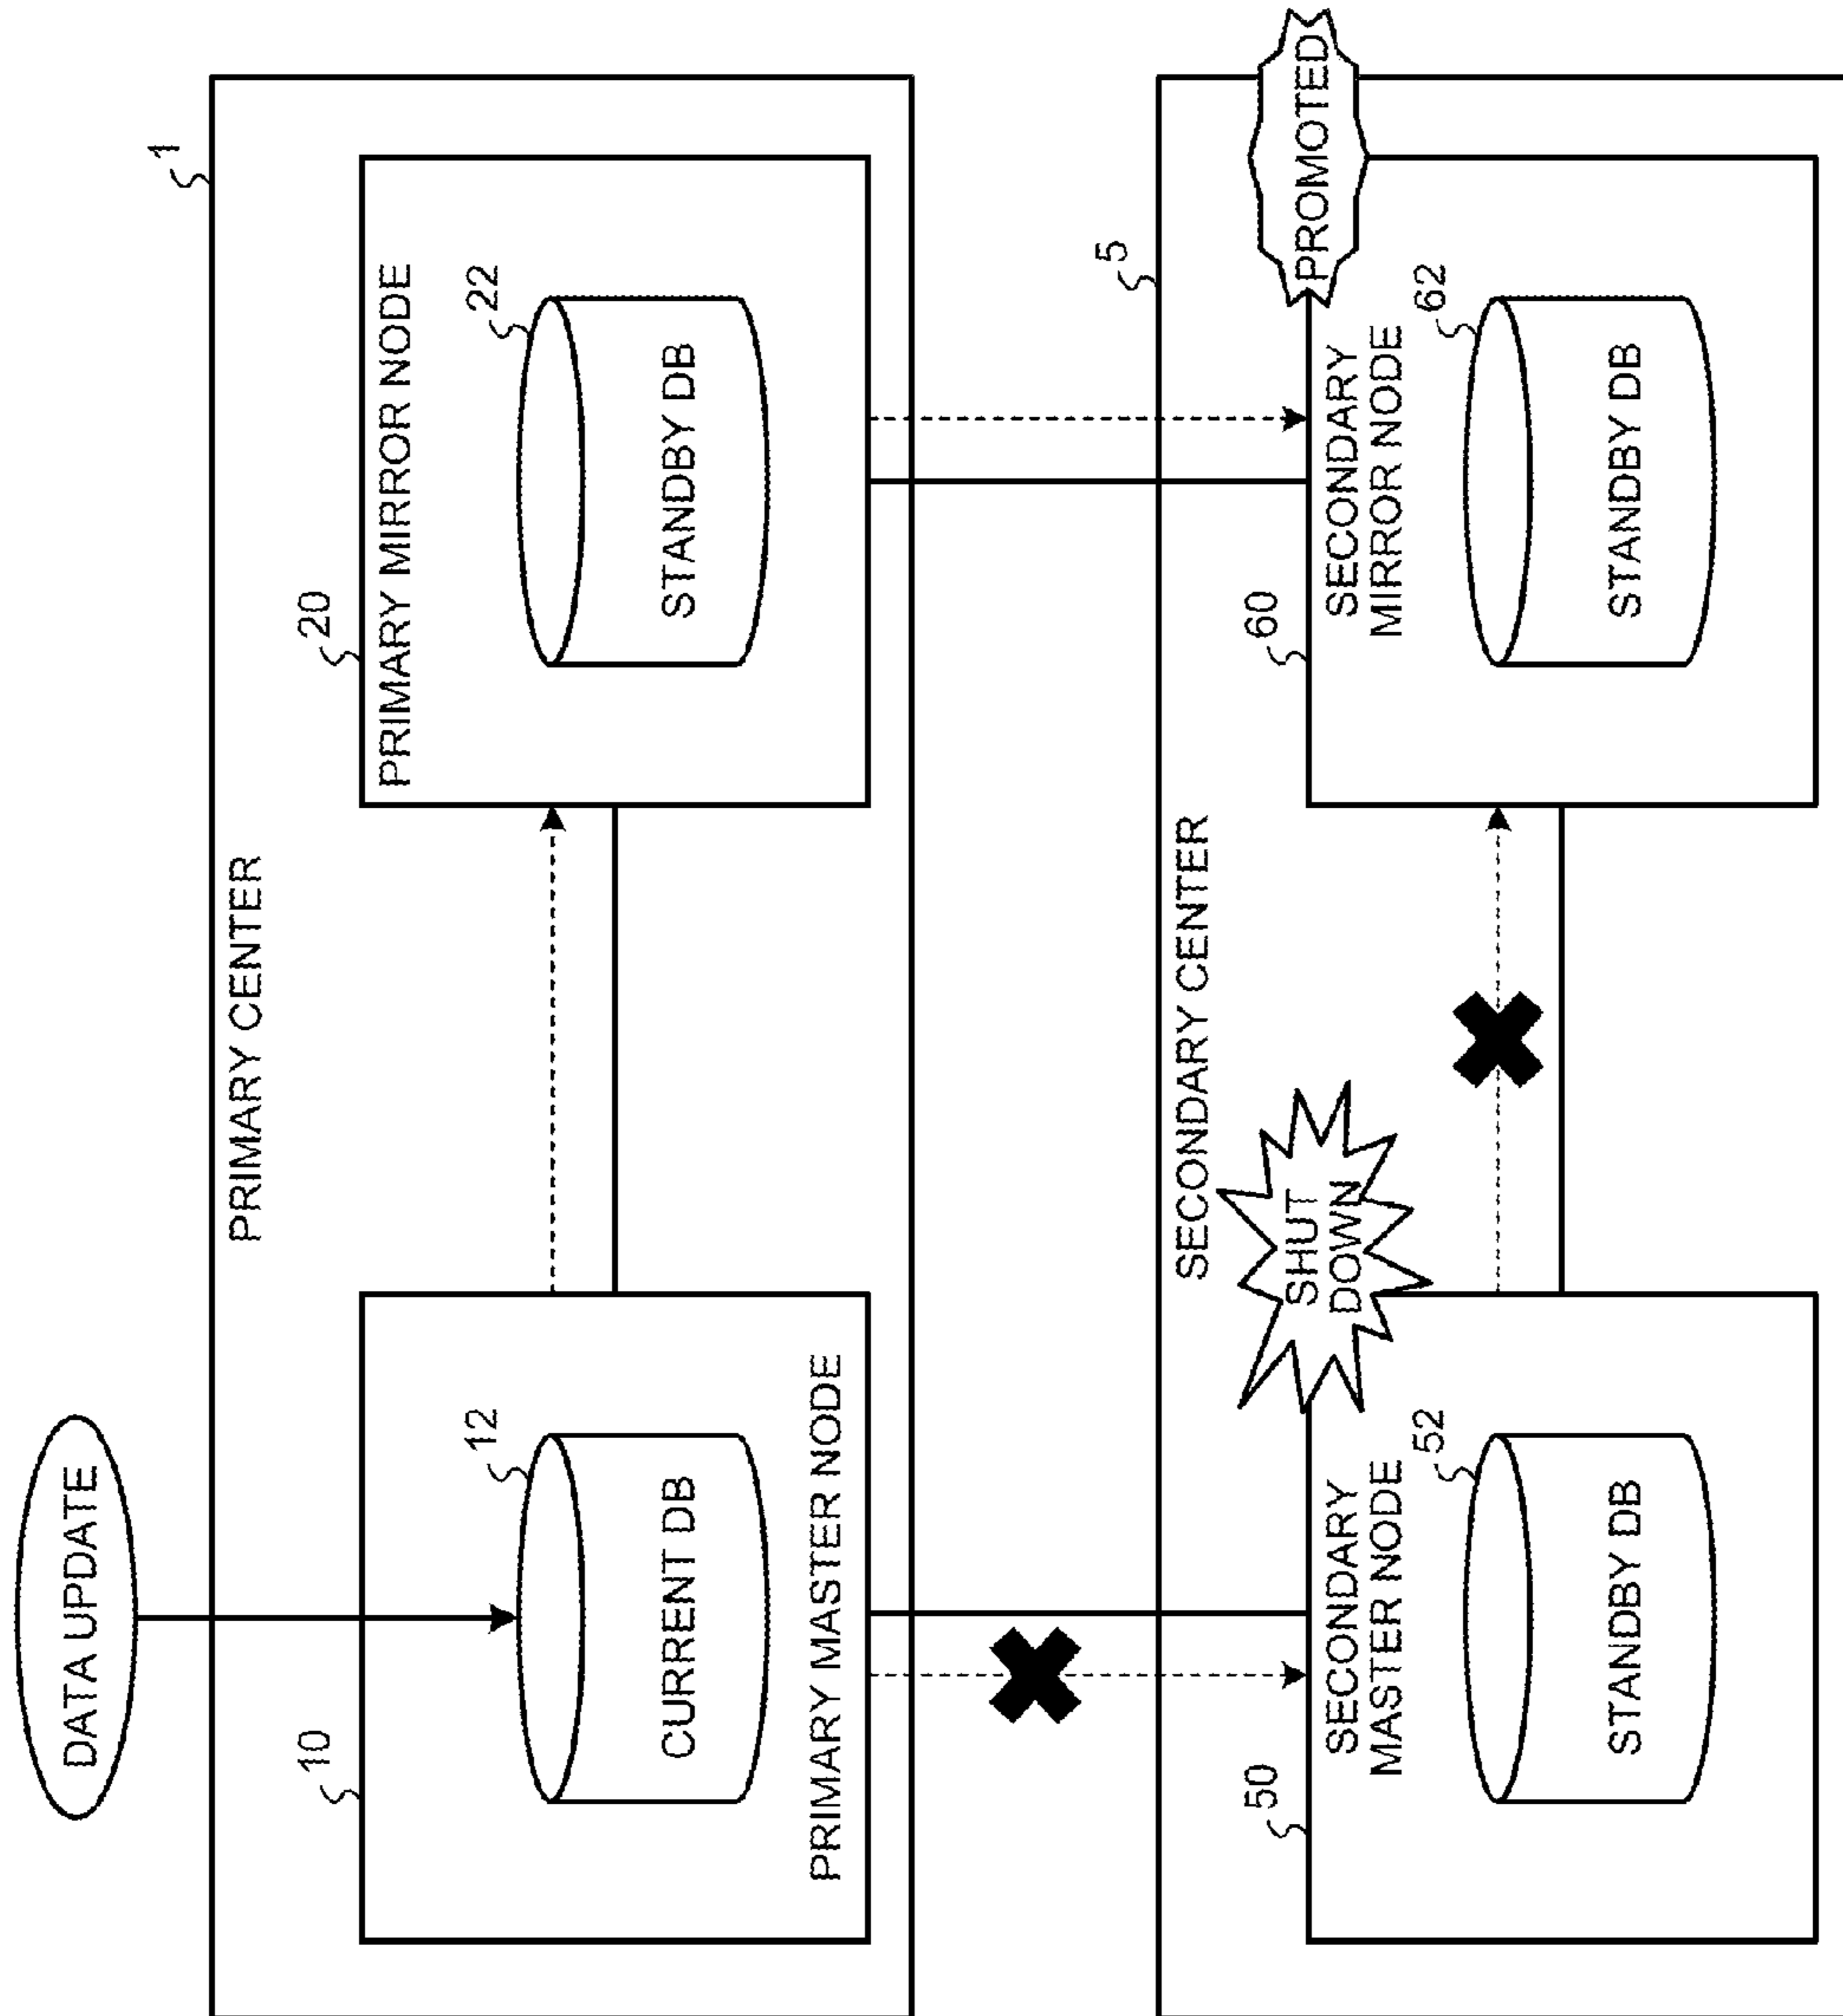 DATA UPDATE
1
PRIMARY CENTER
10
12
CURRENT DB
PRIMARY MASTER NODE
20
PRIMARY MIRROR NODE
22
STANDBY DB
5
SECONDARY CENTER
SHUT
DOWN
50
SECONDARY
MASTER NODE
52
STANDBY DB
PROMOTED
60
SECONDARY
MIRROR NODE
62
STANDBY DB